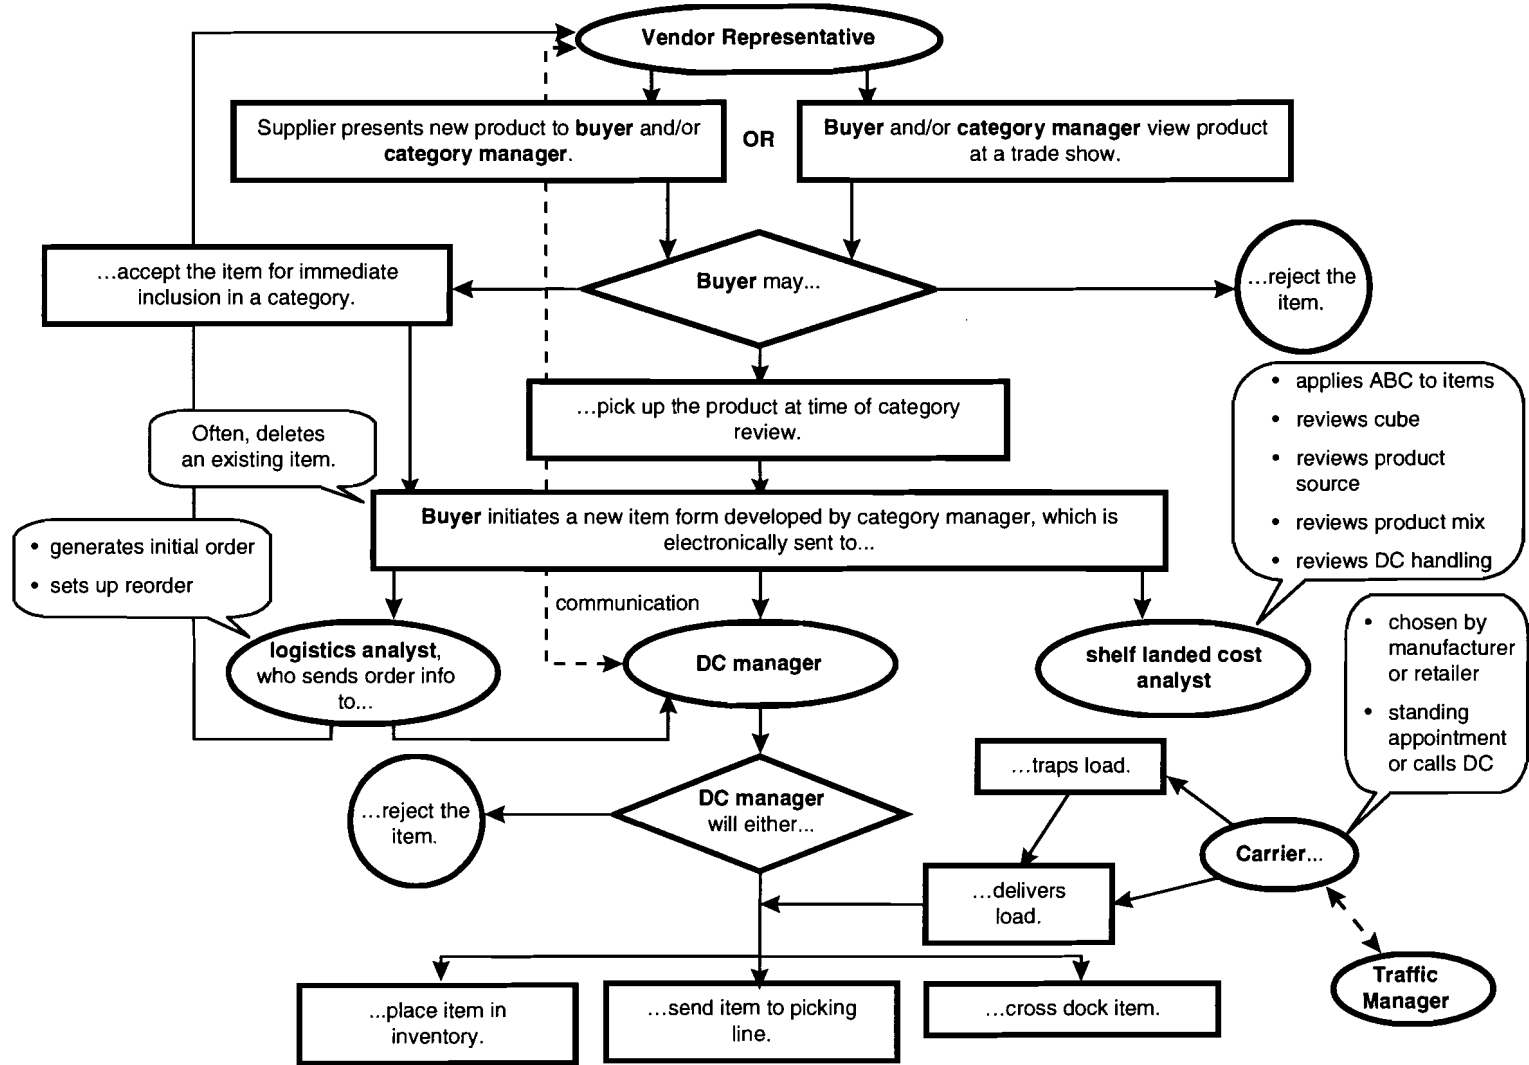 Vendor Representative
Supplier presents new product to buyer and/or
category manager.
OR
Buyer and/or category manager view product
at a trade show.
...accept the item for immediate
inclusion in a category.
Buyer may...
...reject the
item.
...pick up the product at time of category
review.
• applies ABC to items
• reviews cube
• reviews product
source
• reviews product mix
• reviews DC handling
Often, deletes
an existing item.
Buyer initiates a new item form developed by category manager, which is
electronically sent to...
• generates initial order
• sets up reorder
communication
logistics analyst,
who sends order info
to...
DC manager
shelf landed cost
analyst
• chosen by
manufacturer
or retailer
• standing
appointment
or calls DC
...traps load.
...reject the
item.
DC manager
will either...
Carrier...
...delivers
load.
Traffic
Manager
...place item in
inventory.
...send item to picking
line.
...cross dock item.